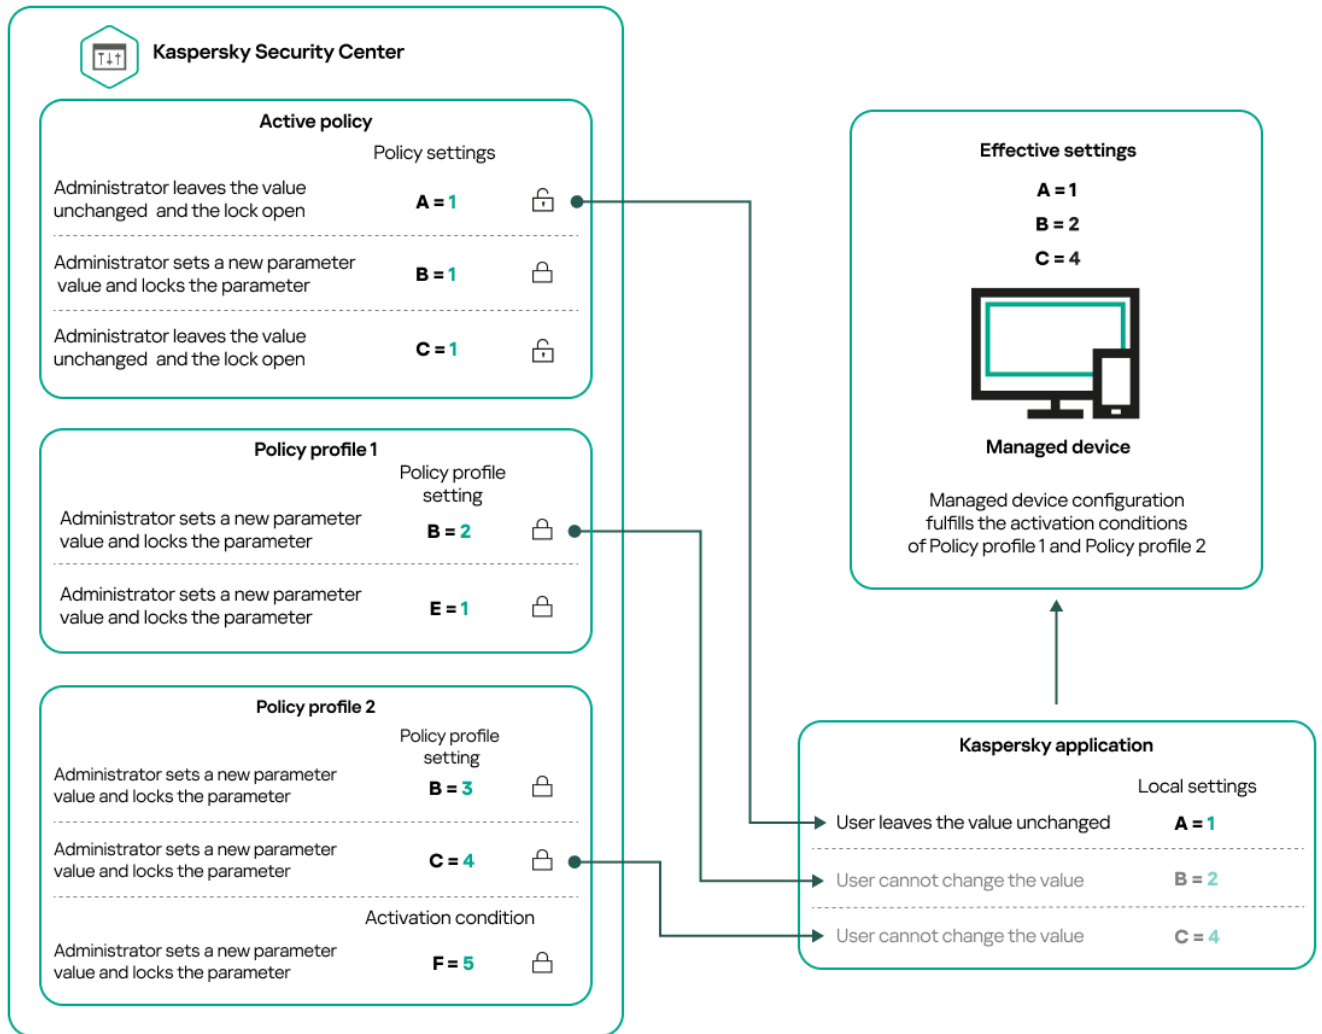 Kaspersky Security Center
Active policy
Policy settings
Administrator leaves the value
unchanged and the lock open
A = 1
Administrator sets a new parameter
value and locks the parameter
B = 1
Administrator leaves the value
unchanged and the lock open
C = 1
Policy profile 1
Policy profile
setting
Administrator sets a new parameter
value and locks the parameter
B = 2
Administrator sets a new parameter
value and locks the parameter
E = 1
Policy profile 2
Policy profile
setting
Administrator sets a new parameter
value and locks the parameter
B = 3
Administrator sets a new parameter
value and locks the parameter
C = 4
Activation condition
Administrator sets a new parameter
value and locks the parameter
F = 5
Effective settings
A = 1
B = 2
C = 4
Managed device
Managed device configuration
fulfills the activation conditions
of Policy profile 1 and Policy profile 2
Kaspersky application
Local settings
User leaves the value unchanged
A = 1
User cannot change the value
B = 2
User cannot change the value
C = 4